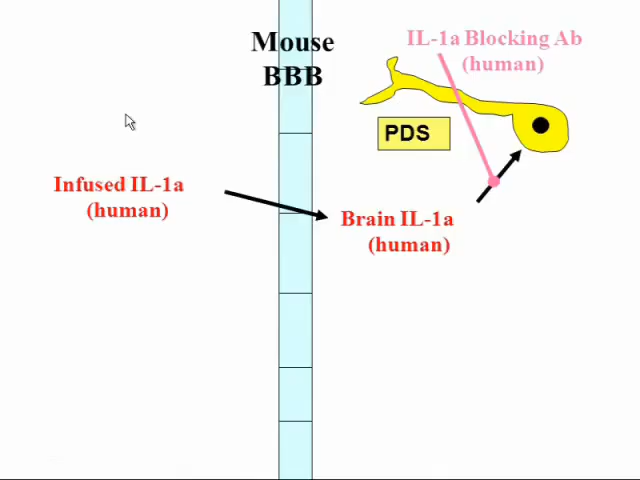 Mouse
BBB
IL-1a Blocking Ab
(human)
PDS
Infused IL-1a
(human)
Brain IL-1a
(human)